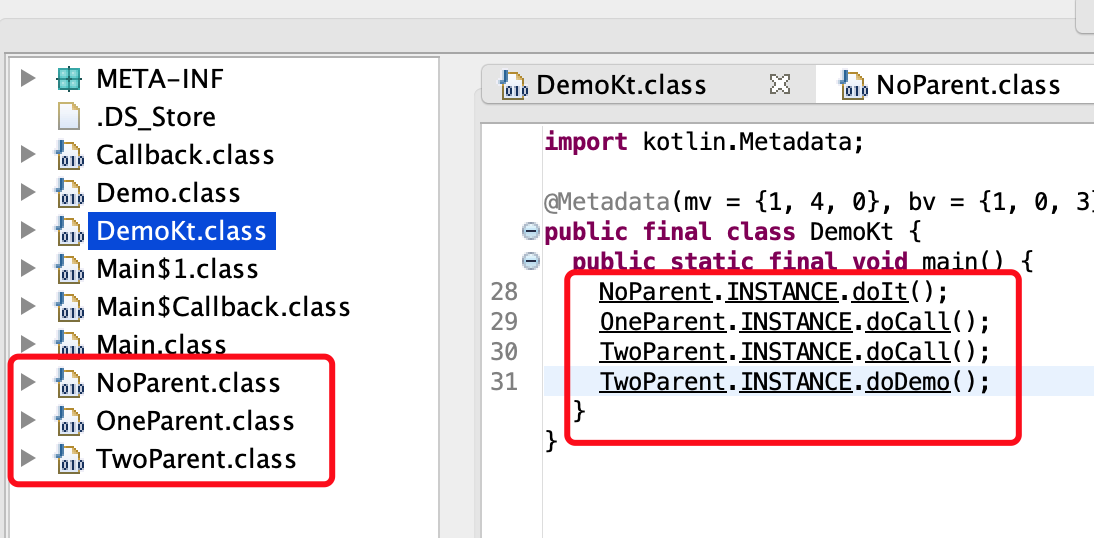 META-INF
.DS_Store
Callback.class
Demo.class
DemoKt.class
Main$1.class
Main$Callback.class
Main.class
NoParent.class
OneParent.class
TwoParent.class
DemoKt.class
NoParent.class
import kotlin.Metadata;
@Metadata(mv = {1, 4, 0}, bv = {1, 0, 3}
public final class DemoKt {
public static final void main() {
28 NoParent.INSTANCE.doIt();
29 OneParent.INSTANCE.doCall();
30 TwoParent.INSTANCE.doCall();
31 TwoParent.INSTANCE.doDemo();
}
}